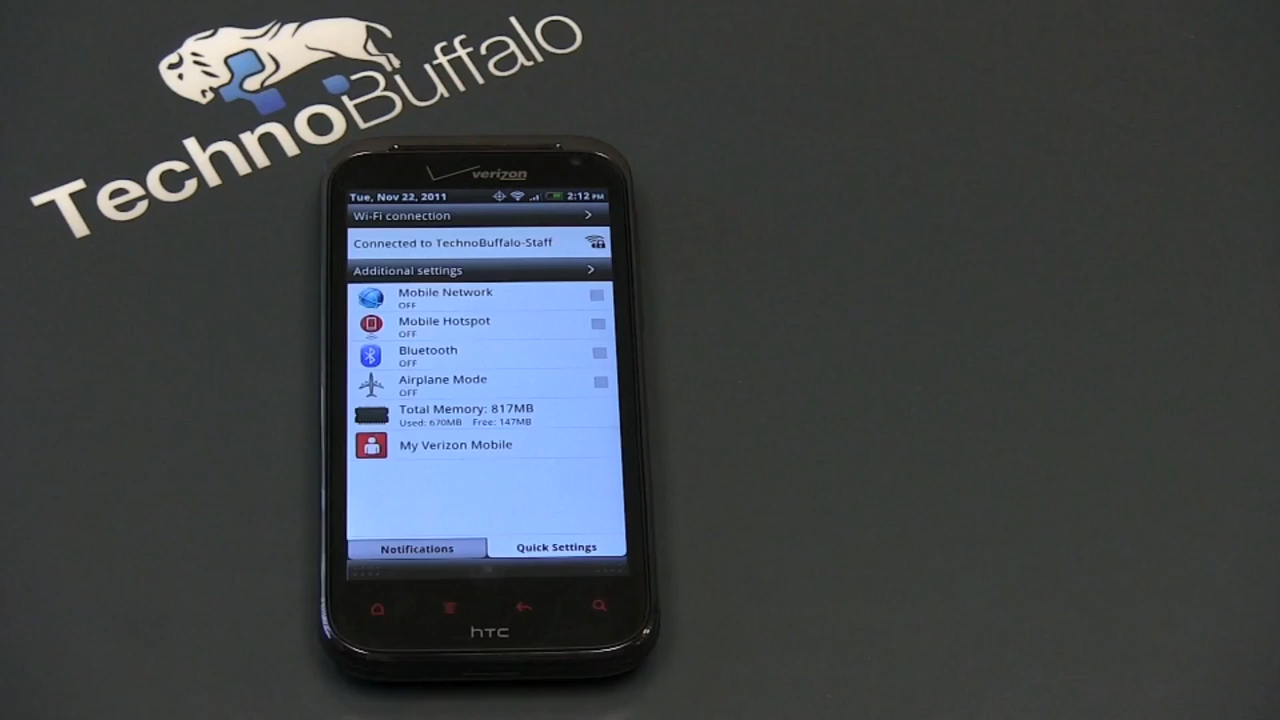 TechnoBuffalo
verizon
Tue, Nov 22, 2011 2:12 PM
Wi-Fi connection
Connected to TechnoBuffalo-Staff
Additional settings
Mobile Network
OFF
Mobile Hotspot
OFF
Bluetooth
OFF
Airplane Mode
OFF
Total Memory: 817MB
Used: 670MB Free: 147MB
My Verizon Mobile
Notifications Quick Settings
hTC